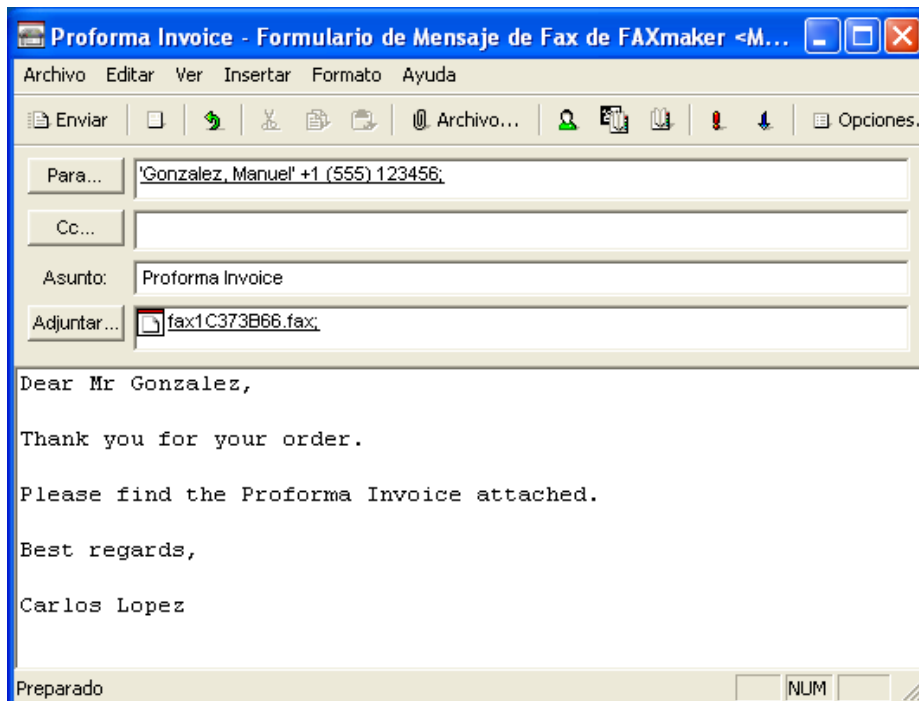 Proforma Invoice - Formulario de Mensaje de Fax de FAXmaker <M...
Archivo Editar Ver Insertar Formato Ayuda
Enviar Archivo... Opciones.
Para... 'Gonzalez, Manuel' +1 (555) 123456;
Cc...
Asunto: Proforma Invoice
Adjuntar... fax1C373B66.fax;
Dear Mr Gonzalez,
Thank you for your order.
Please find the Proforma Invoice attached.
Best regards,
Carlos Lopez
Preparado NUM